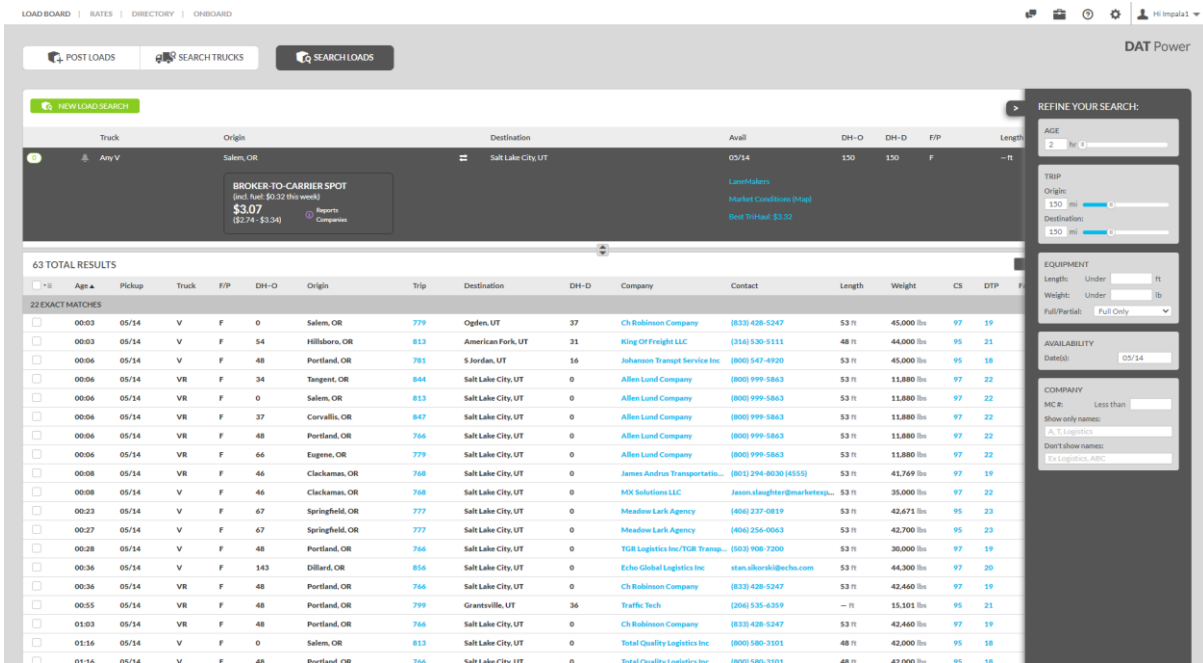 LOAD BOARD | RATES | DIRECTORY | ONBOARD Hi Impala1
POST LOADS SEARCH TRUCKS SEARCH LOADS DAT Power
NEW LOAD SEARCH
Truck Origin Destination Avail DH-O DH-D F/P Length
0 Any V Salem, OR Salt Lake City, UT 05/14 150 150 F —ft
BROKER-TO-CARRIER SPOT
(incl. fuel: $0.32 this week)
$3.07
($2.74 - $3.34)
Reports
Companies
LaneMakers
Market Conditions (Map)
Best TriHaul: $3.32
63 TOTAL RESULTS
Age Pickup Truck F/P DH-O Origin Trip Destination DH-D Company Contact Length Weight CS DTP
22 EXACT MATCHES
00:03 05/14 V F 0 Salem, OR 779 Ogden, UT 37 Ch Robinson Company (833) 428-5247 53 ft 45,000 lbs 97 19
00:03 05/14 V F 54 Hillsboro, OR 813 American Fork, UT 31 King Of Freight LLC (316) 530-5111 48 ft 44,000 lbs 95 21
00:06 05/14 V F 48 Portland, OR 781 S Jordan, UT 16 Johanson Transpt Service Inc (800) 547-4920 53 ft 45,000 lbs 95 18
00:06 05/14 VR F 34 Tangent, OR 844 Salt Lake City, UT 0 Allen Lund Company (800) 999-5863 53 ft 11,880 lbs 97 22
00:06 05/14 VR F 0 Salem, OR 813 Salt Lake City, UT 0 Allen Lund Company (800) 999-5863 53 ft 11,880 lbs 97 22
00:06 05/14 VR F 37 Corvallis, OR 847 Salt Lake City, UT 0 Allen Lund Company (800) 999-5863 53 ft 11,880 lbs 97 22
00:06 05/14 VR F 48 Portland, OR 766 Salt Lake City, UT 0 Allen Lund Company (800) 999-5863 53 ft 11,880 lbs 97 22
00:06 05/14 VR F 66 Eugene, OR 779 Salt Lake City, UT 0 Allen Lund Company (800) 999-5863 53 ft 11,880 lbs 97 22
00:08 05/14 VR F 46 Clackamas, OR 768 Salt Lake City, UT 0 James Andrus Transportatio... (801) 294-8030 (4555) 53 ft 41,769 lbs 97 19
00:08 05/14 V F 46 Clackamas, OR 768 Salt Lake City, UT 0 MX Solutions LLC Jason.slaughter@marketexp... 53 ft 35,000 lbs 97 22
00:23 05/14 V F 67 Springfield, OR 777 Salt Lake City, UT 0 Meadow Lark Agency (406) 237-0819 53 ft 42,671 lbs 95 23
00:27 05/14 V F 67 Springfield, OR 777 Salt Lake City, UT 0 Meadow Lark Agency (406) 256-0063 53 ft 42,700 lbs 95 23
00:28 05/14 V F 48 Portland, OR 766 Salt Lake City, UT 0 TGR Logistics Inc/TGR Transp... (503) 908-7200 53 ft 30,000 lbs 97 19
00:36 05/14 V F 143 Dillard, OR 856 Salt Lake City, UT 0 Echo Global Logistics Inc stan.sikorski@echo.com 53 ft 44,300 lbs 97 20
00:36 05/14 VR F 48 Portland, OR 766 Salt Lake City, UT 0 Ch Robinson Company (833) 428-5247 53 ft 42,460 lbs 97 19
00:55 05/14 VR F 48 Portland, OR 799 Grantsville, UT 36 Traffic Tech (206) 535-6359 — ft 15,101 lbs 95 21
01:03 05/14 VR F 48 Portland, OR 766 Salt Lake City, UT 0 Ch Robinson Company (833) 428-5247 53 ft 42,460 lbs 97 19
01:16 05/14 V F 0 Salem, OR 813 Salt Lake City, UT 0 Total Quality Logistics Inc (800) 580-3101 48 ft 42,000 lbs 95 18
01:16 05/14 V F 48 Portland, OR 766 Salt Lake City, UT 0 Total Quality Logistics Inc (800) 580-3101 48 ft 42,000 lbs 95 18
REFINE YOUR SEARCH:
AGE
2 hr
TRIP
Origin:
150 mi
Destination:
150 mi
EQUIPMENT
Length: Under ft
Weight: Under lb
Full/Partial: Full Only
AVAILABILITY
Date(s): 05/14
COMPANY
MC #: Less than
Show only names:
A, T, Logistics
Don't show names:
Ex Logistics, ABC